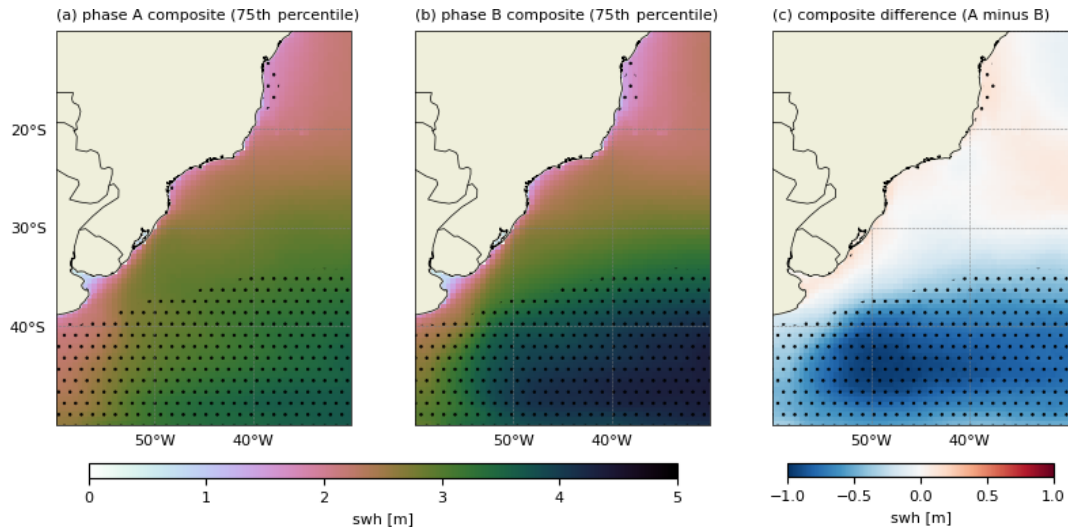 (a) phase A composite (75th percentile)
(b) phase B composite (75th percentile)
(c) composite difference (A minus B)
20°S
30°S
40°S
50°W 40°W
50°W 40°W
50°W 40°W
0 1 2 3 4 5
swh [m]
−1.0 −0.5 0.0 0.5 1.0
swh [m]